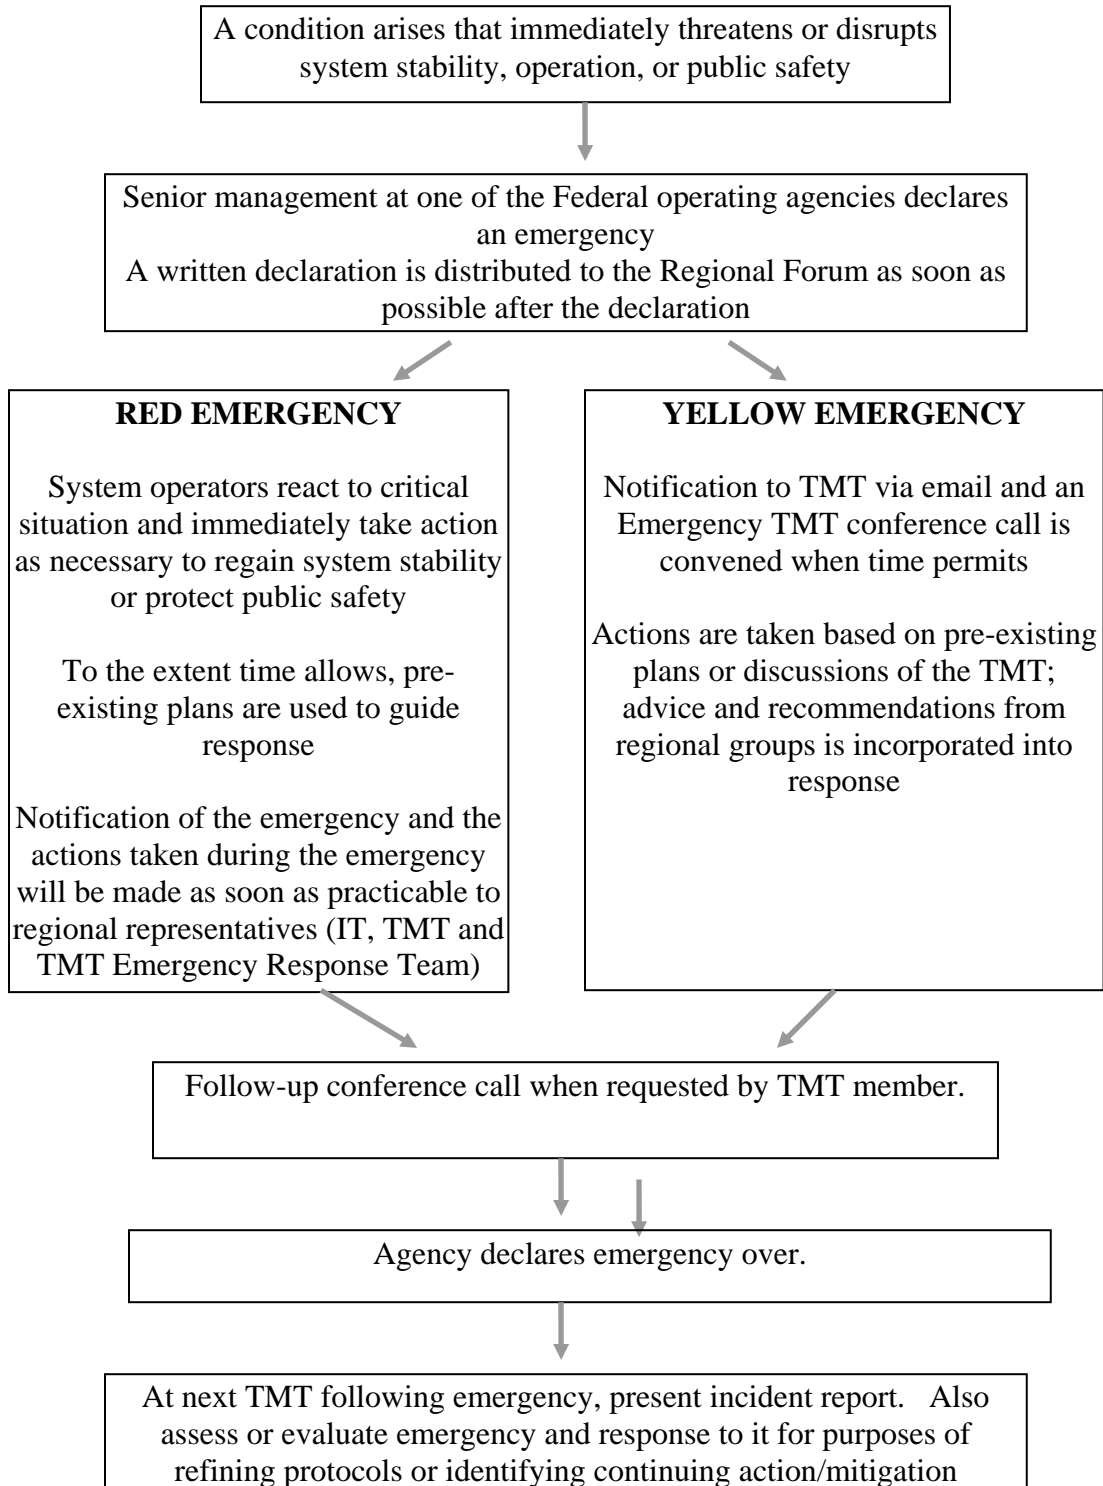 A condition arises that immediately threatens or disrupts
system stability, operation, or public safety
Senior management at one of the Federal operating agencies declares
an emergency
A written declaration is distributed to the Regional Forum as soon as
possible after the declaration
RED EMERGENCY
System operators react to critical
situation and immediately take action
as necessary to regain system stability
or protect public safety
To the extent time allows, pre-
existing plans are used to guide
response
Notification of the emergency and the
actions taken during the emergency
will be made as soon as practicable to
regional representatives (IT, TMT and
TMT Emergency Response Team)
YELLOW EMERGENCY
Notification to TMT via email and an
Emergency TMT conference call is
convened when time permits
Actions are taken based on pre-existing
plans or discussions of the TMT;
advice and recommendations from
regional groups is incorporated into
response
Follow-up conference call when requested by TMT member.
Agency declares emergency over.
At next TMT following emergency, present incident report.   Also
assess or evaluate emergency and response to it for purposes of
refining protocols or identifying continuing action/mitigation